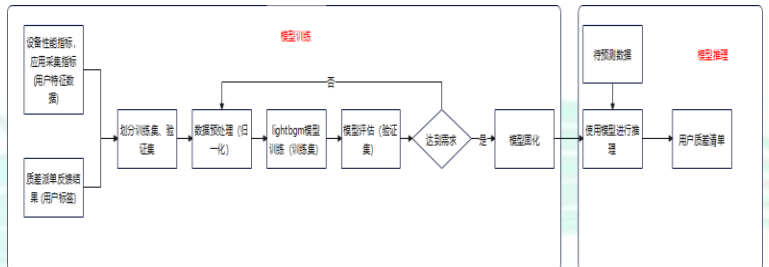 模型训练
设备性能指标，
应用采集指标
(用户特征数
据)
质差派单反馈结
果 (用户标签)
划分训练集、验
证集
数据预处理（归
一化）
lightbgm模型
训练（训练集）
模型评估（验证
集）
达到需求
否
是
模型固化
模型推理
待预测数据
使用模型进行推
理
用户质差清单